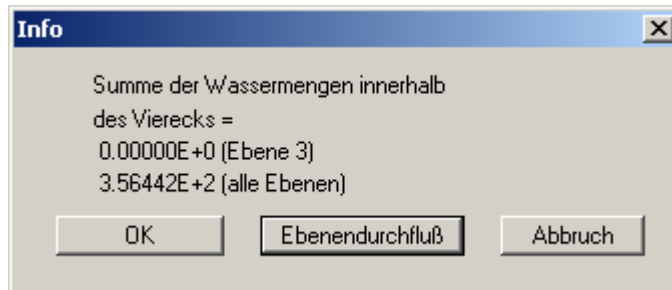 Info
Summe der Wassermengen innerhalb
des Vierecks =
0.00000E+0 (Ebene 3)
3.56442E+2 (alle Ebenen)
OK Ebenendurchfluß Abbruch